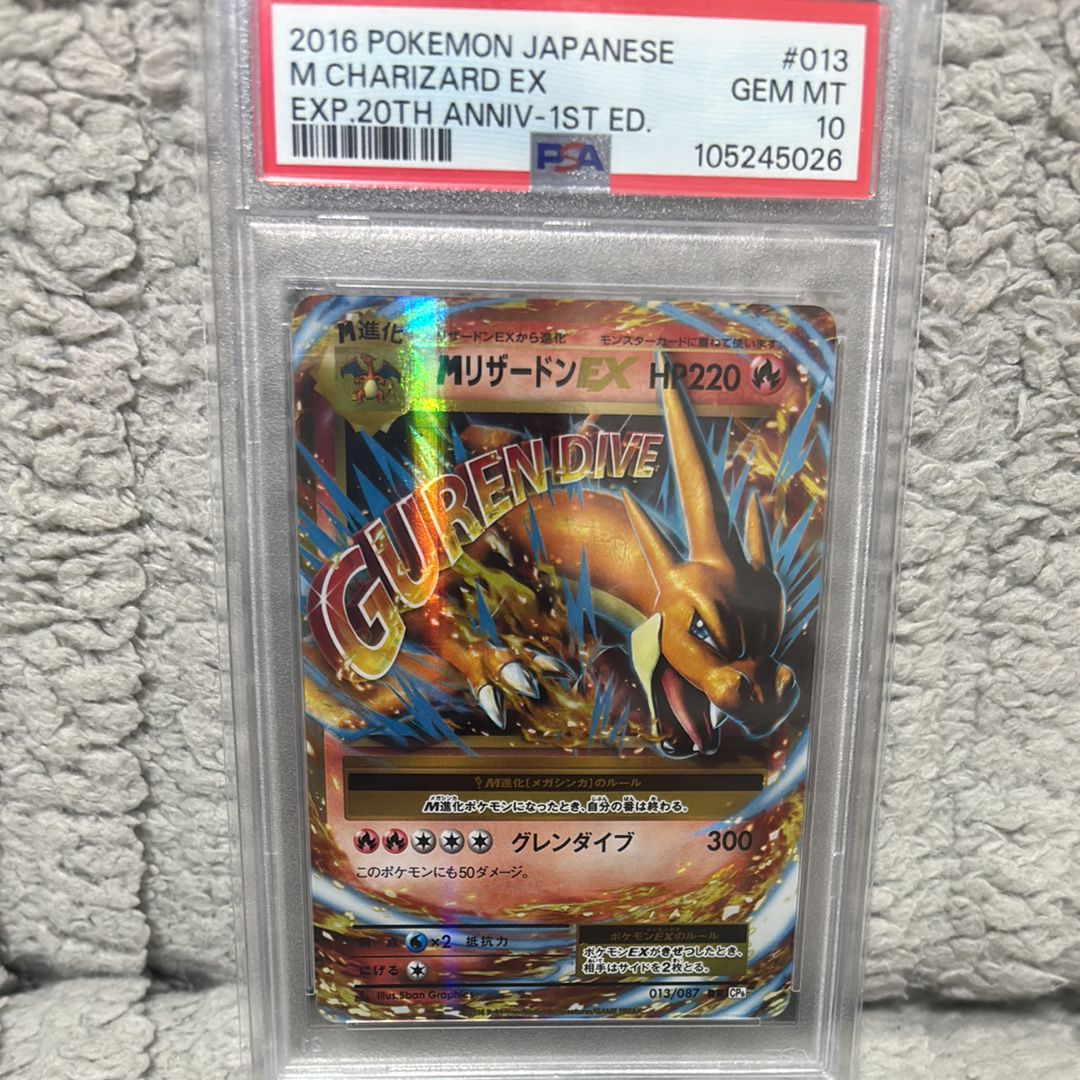 2016 POKEMON JAPANESE #013
M CHARIZARD EX GEM MT
EXP.20TH ANNIV-1ST ED. 10
PSA 105245026
M進化 リザードンEXから進化 モンスターカードに重ねて使います
MリザードンEX HP220
GURENDIVE
M進化[メガシンカ]のルール
M進化ポケモンになったとき、自分の番は終わる。
グレンダイブ 300
このポケモンにも50ダメージ。
弱点 ×2 抵抗力
にげる
ポケモンEXのルール
ポケモンEXがきぜつしたとき、
相手はサイドを2枚とる。
Illus.5ban Graphics
013/087 RR CP6